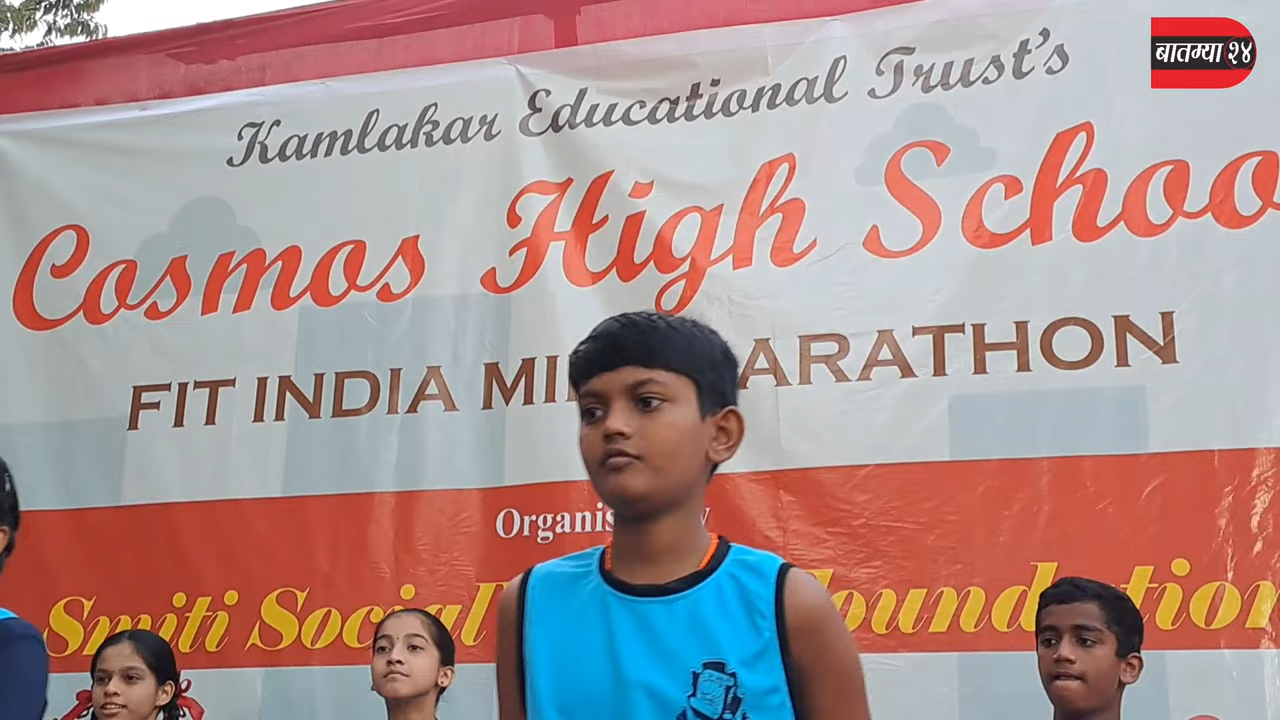 बातम्या २४
Kamlakar Educational Trust's
Cosmos High Schoo
FIT INDIA MI ARATHON
Organis y
Smiti Social oundation